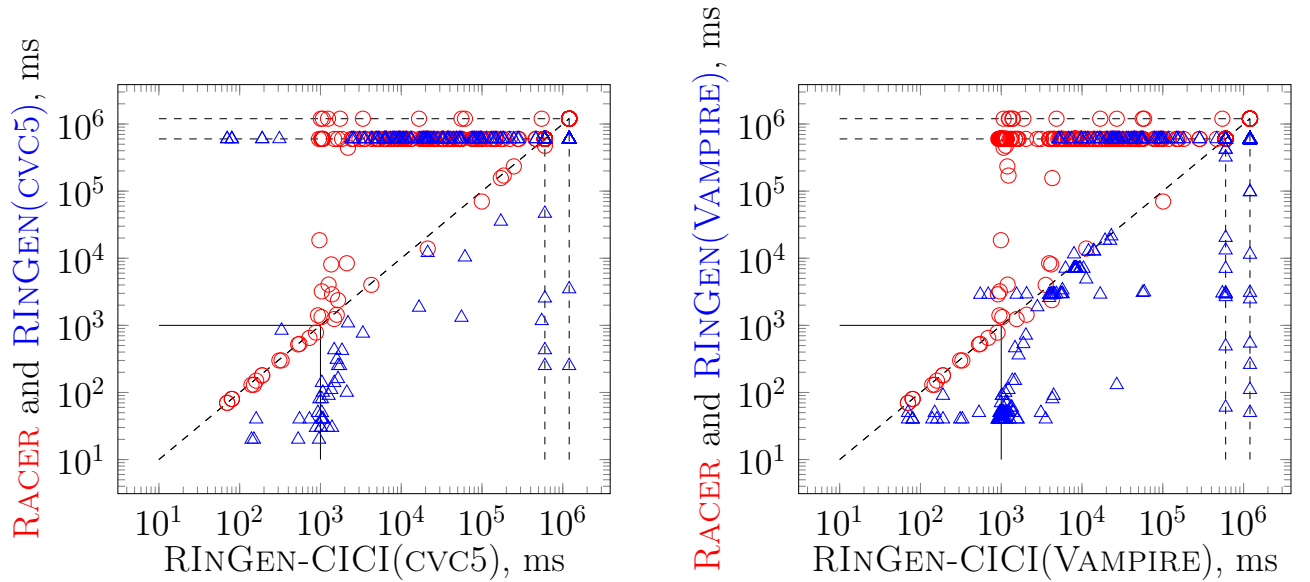 RACER and RINGEN(CVC5), ms
10^6
10^5
10^4
10^3
10^2
10^1
10^1 10^2 10^3 10^4 10^5 10^6
RINGEN-CICI(CVC5), ms
RACER and RINGEN(VAMPIRE), ms
10^6
10^5
10^4
10^3
10^2
10^1
10^1 10^2 10^3 10^4 10^5 10^6
RINGEN-CICI(VAMPIRE), ms